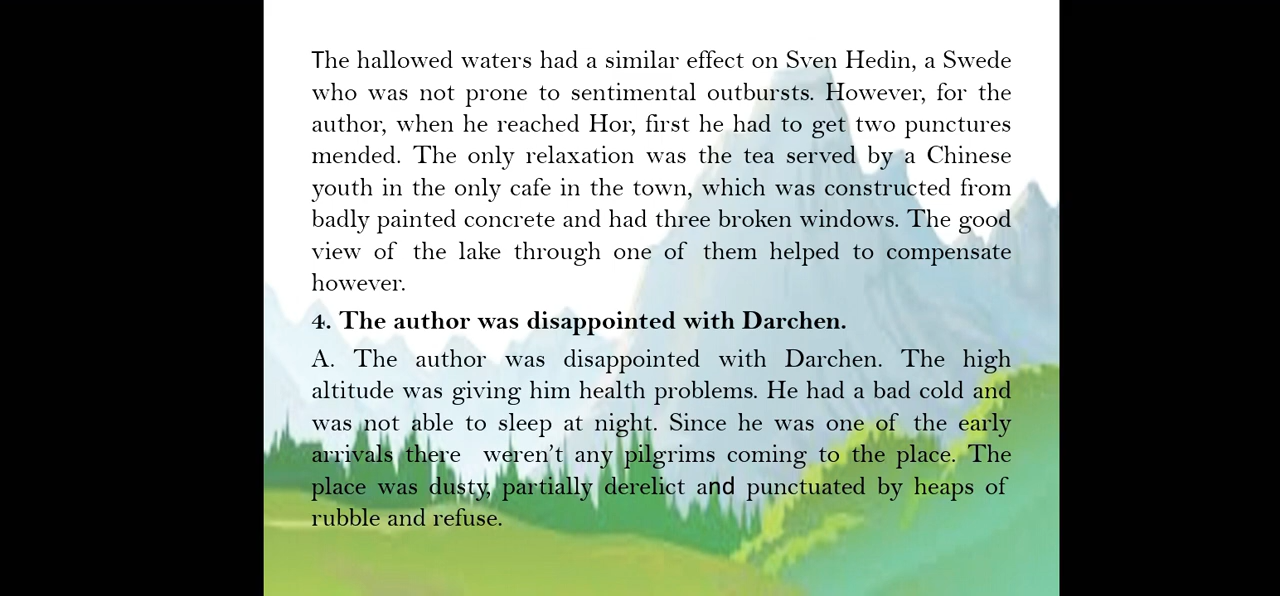 The hallowed waters had a similar effect on Sven Hedin, a Swede
who was not prone to sentimental outbursts. However, for the
author, when he reached Hor, first he had to get two punctures
mended. The only relaxation was the tea served by a Chinese
youth in the only cafe in the town, which was constructed from
badly painted concrete and had three broken windows. The good
view of the lake through one of them helped to compensate
however.
4. The author was disappointed with Darchen.
A. The author was disappointed with Darchen. The high
altitude was giving him health problems. He had a bad cold and
was not able to sleep at night. Since he was one of the early
arrivals there weren't any pilgrims coming to the place. The
place was dusty, partially derelict and punctuated by heaps of
rubble and refuse.